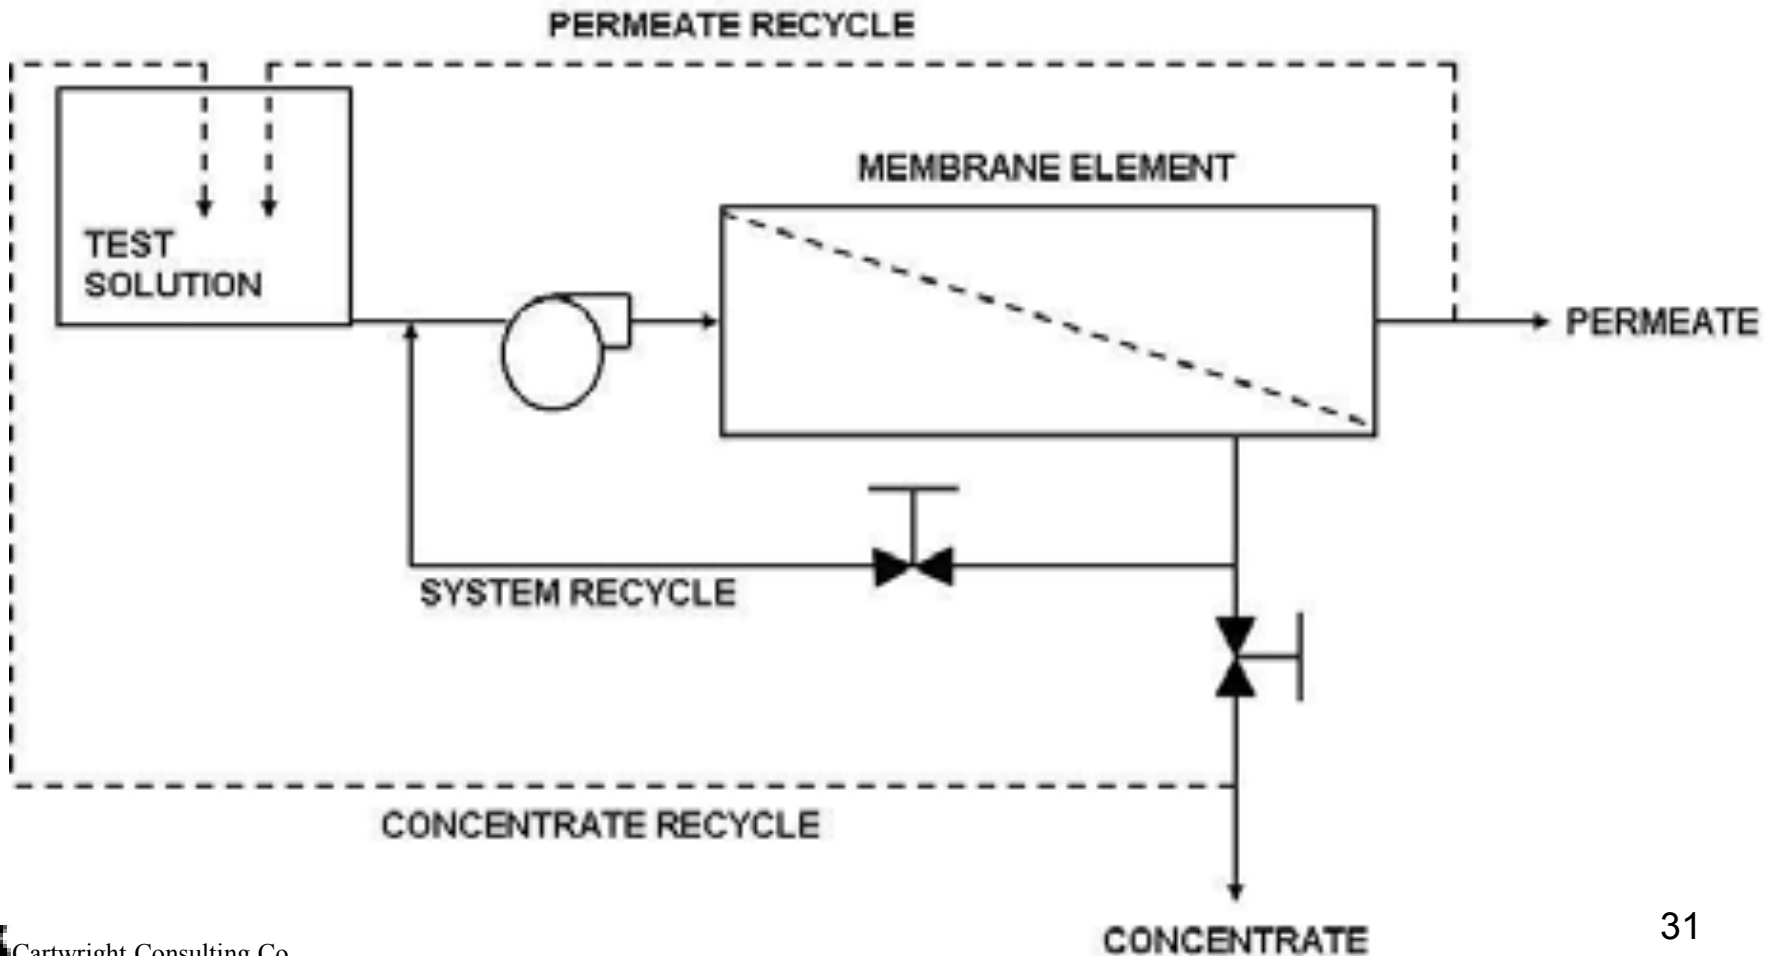 PERMEATE RECYCLE
MEMBRANE ELEMENT
TEST
SOLUTION
PERMEATE
SYSTEM RECYCLE
CONCENTRATE RECYCLE
CONCENTRATE
31
Cartwright Consulting Co